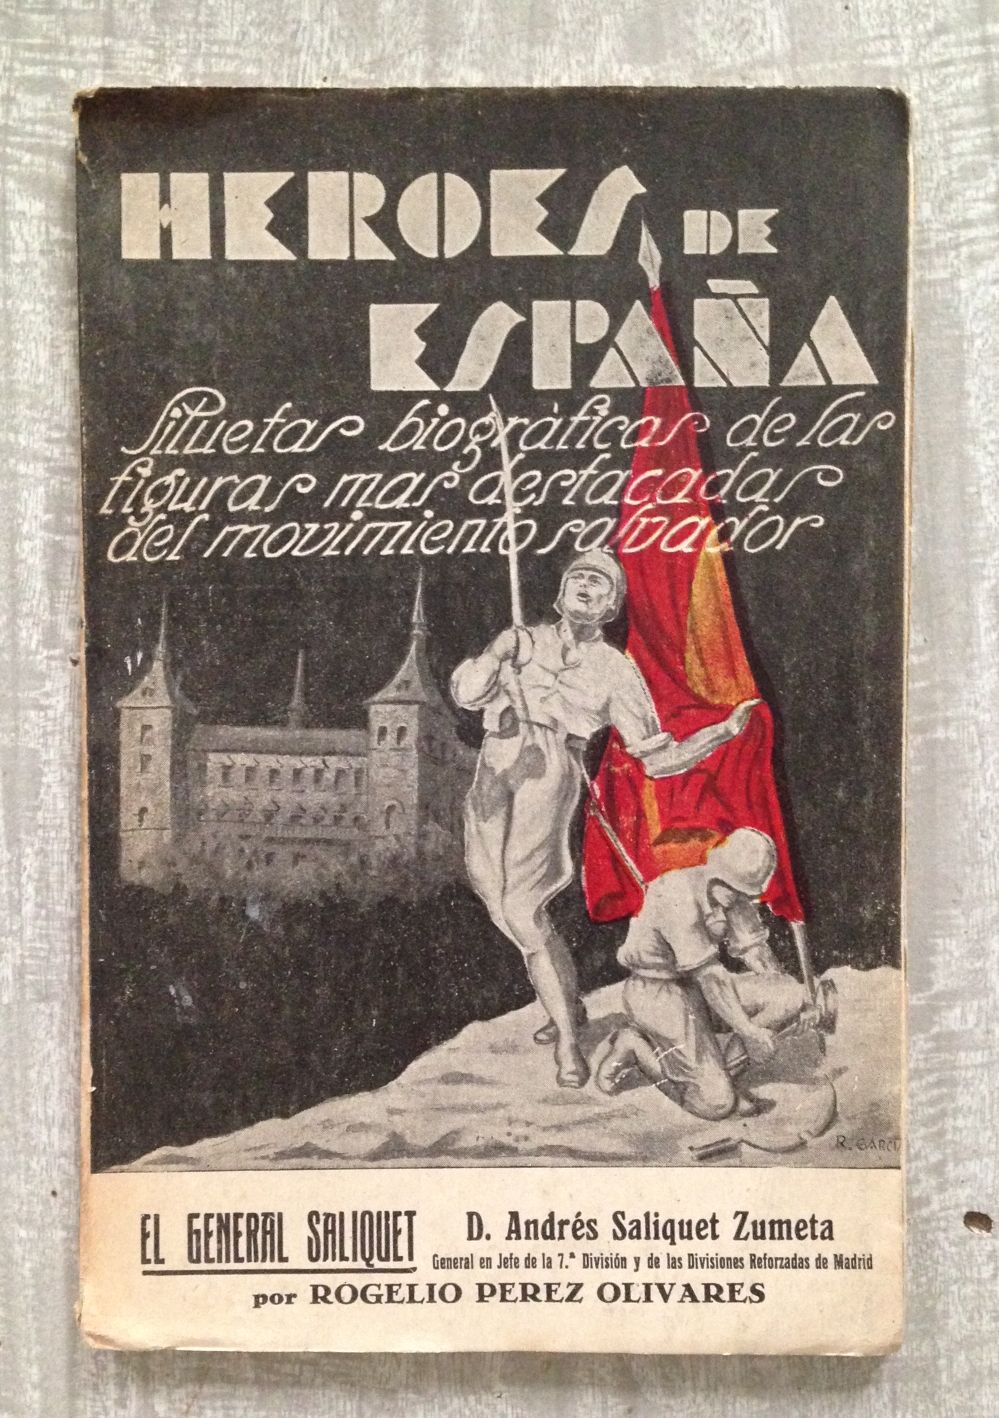 HEROES DE
ESPAÑA
Siluetas biográficas de las
figuras mas destacadas
del movimiento salvador
R. GARCI
EL GENERAL SALIQUET
D. Andrés Saliquet Zumeta
General en Jefe de la 7.ª División y de las Divisiones Reforzadas de Madrid
por ROGELIO PEREZ OLIVARES